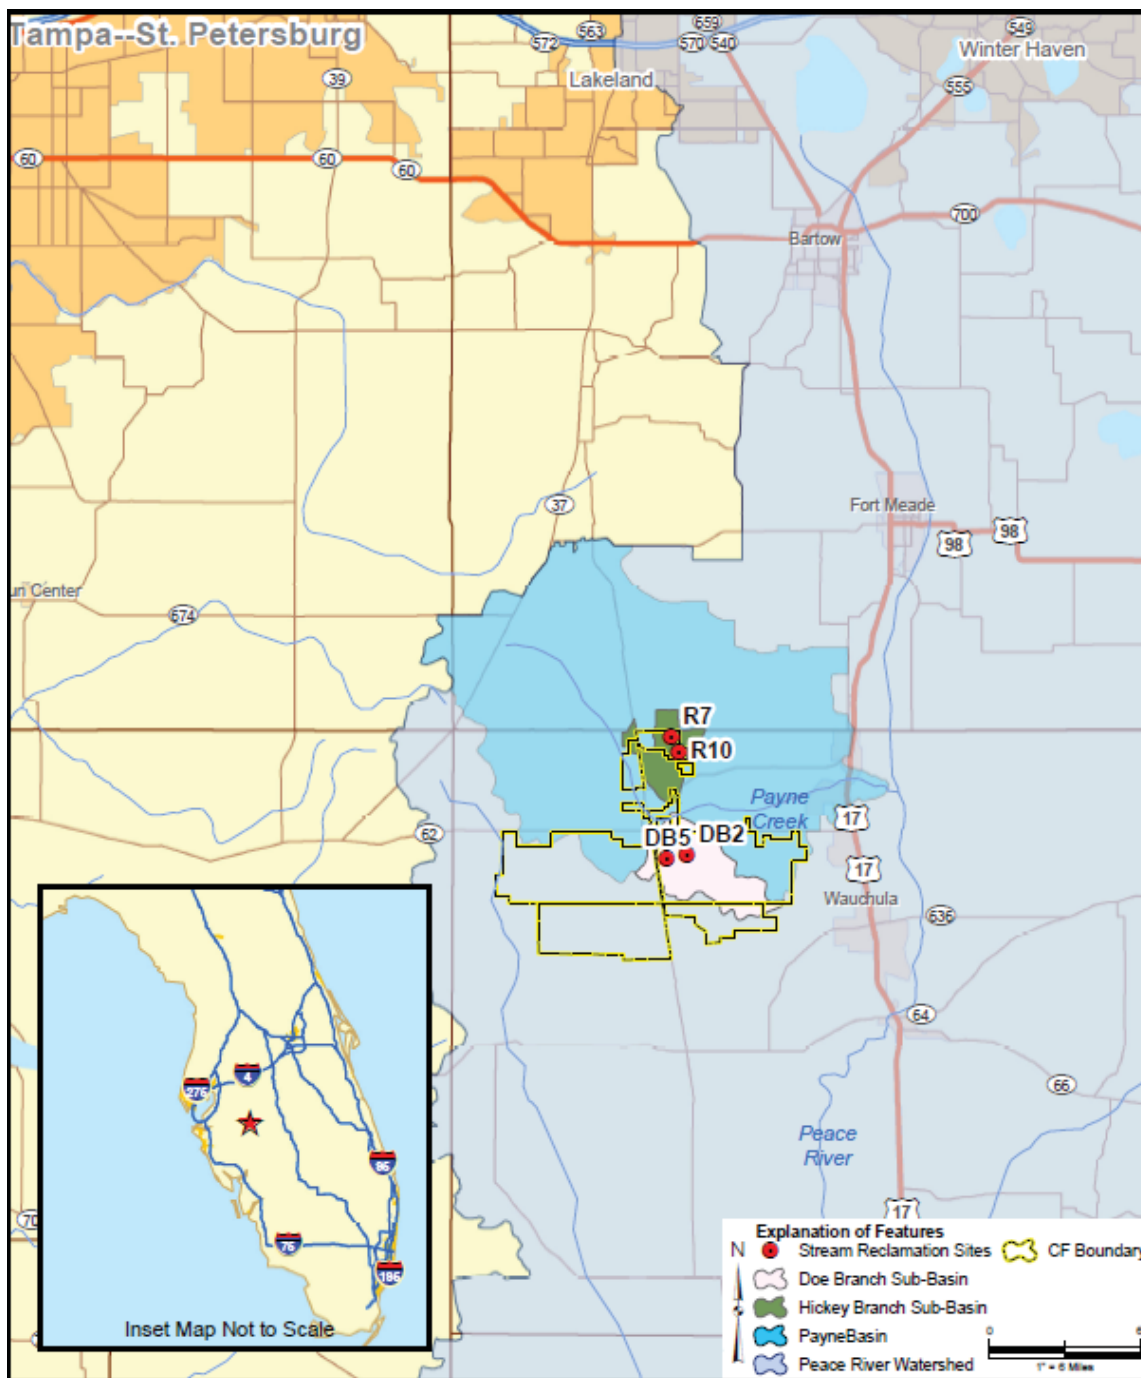 Tampa--St. Petersburg
659
563
572
570
540
549
Winter Haven
Lakeland
39
555
60
60
60
700
Bartow
37
Fort Meade
98
98
un Center
674
R7
R10
Payne
Creek
17
62
DB5
DB2
17
Wauchula
636
64
4
275
66
Peace
River
95
17
70
75
Inset Map Not to Scale
Explanation of Features
N
Stream Reclamation Sites
CF Boundary
Doe Branch Sub-Basin
Hickey Branch Sub-Basin
PayneBasin
Peace River Watershed
0
6
1" = 6 Miles